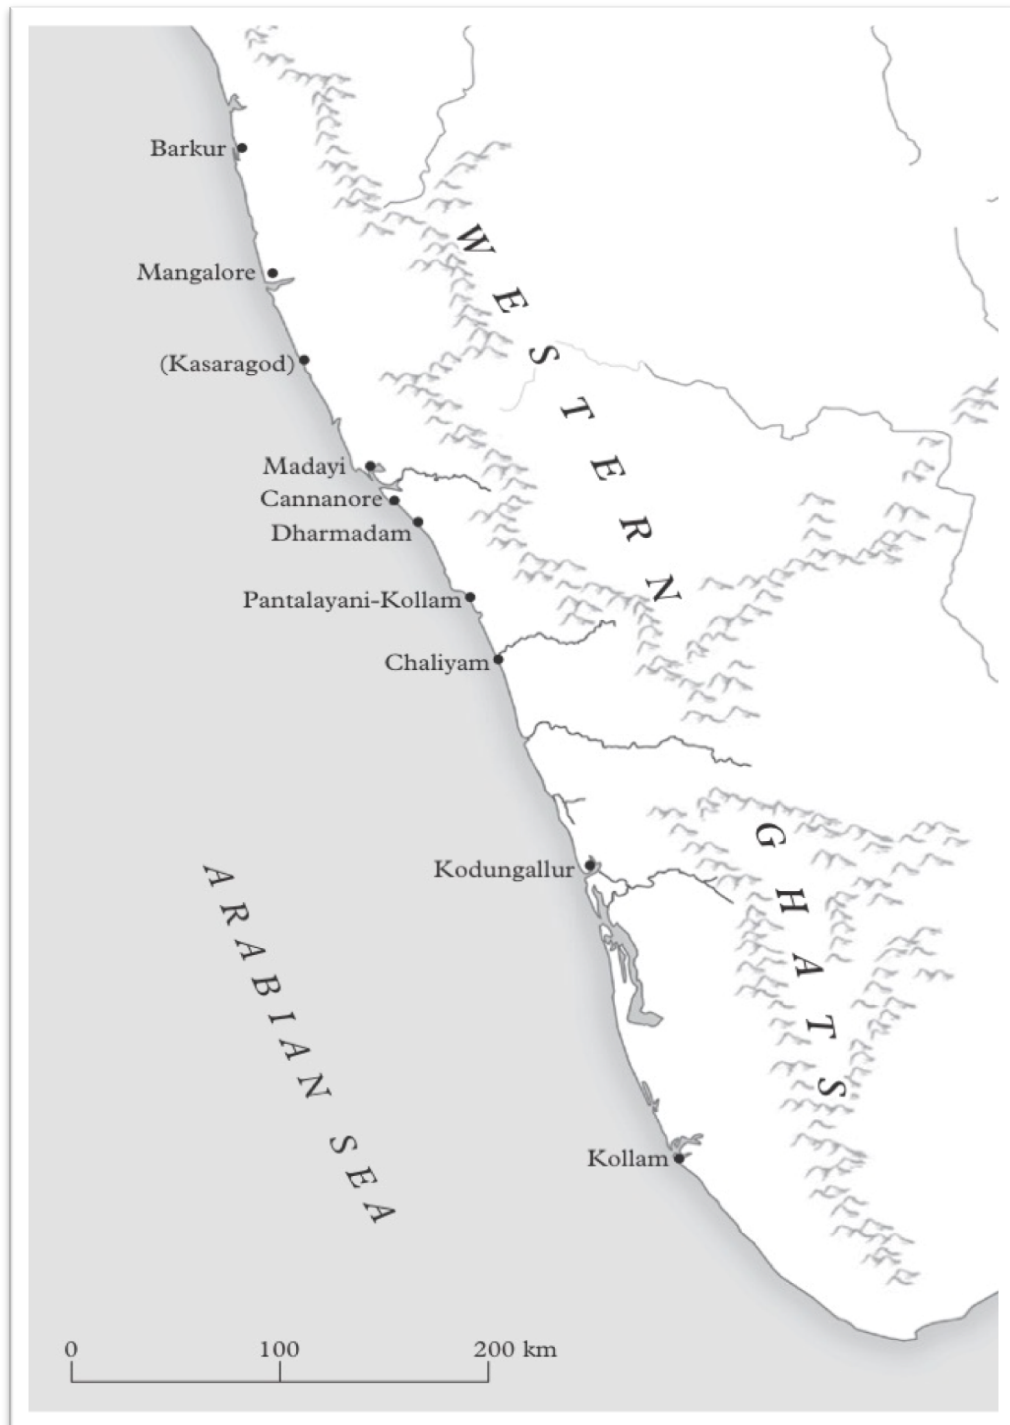 Barkur
Mangalore
(Kasaragod)
Madayi
Cannanore
Dharmadam
Pantalayani-Kollam
Chaliyam
Kodungallur
Kollam
WESTERN GHATS
ARABIAN SEA
0 100 200 km